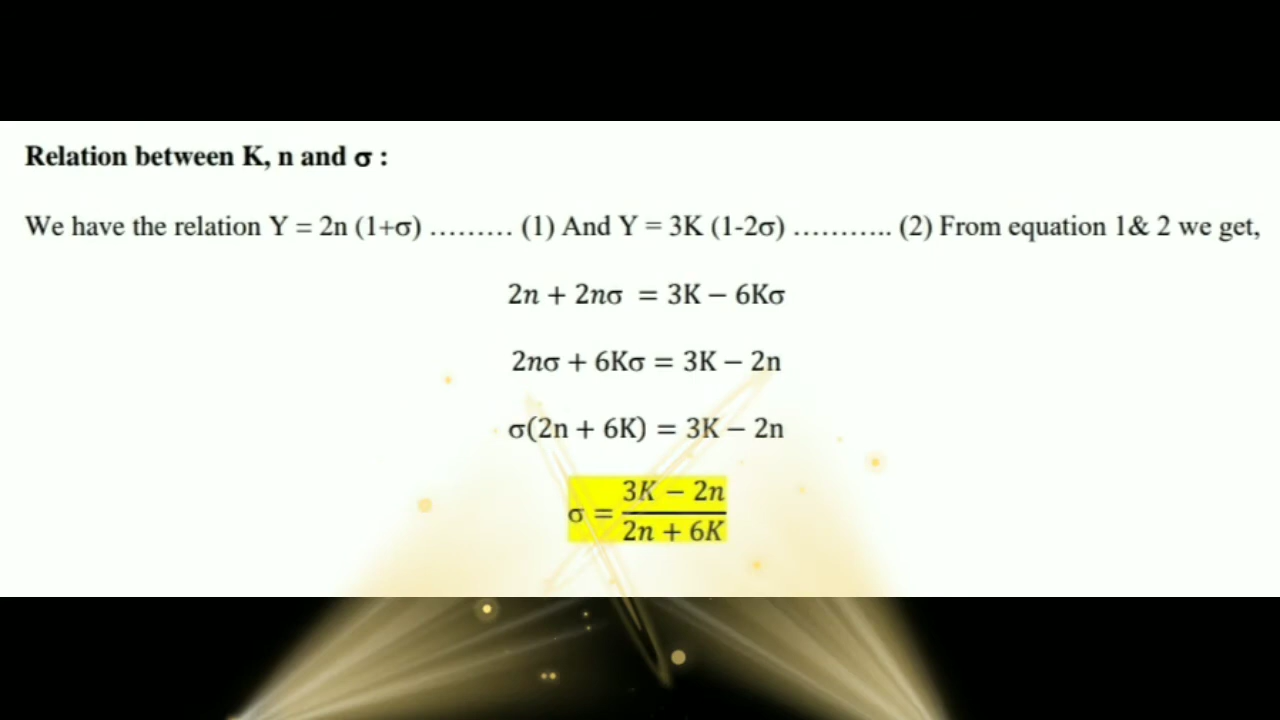 Relation between K, n and σ :
We have the relation Y = 2n (1+σ) ......... (1) And Y = 3K (1-2σ) ........... (2) From equation 1& 2 we get,
2n + 2nσ = 3K − 6Kσ
2nσ + 6Kσ = 3K − 2n
σ(2n + 6K) = 3K − 2n
σ = \frac{3K − 2n}{2n + 6K}